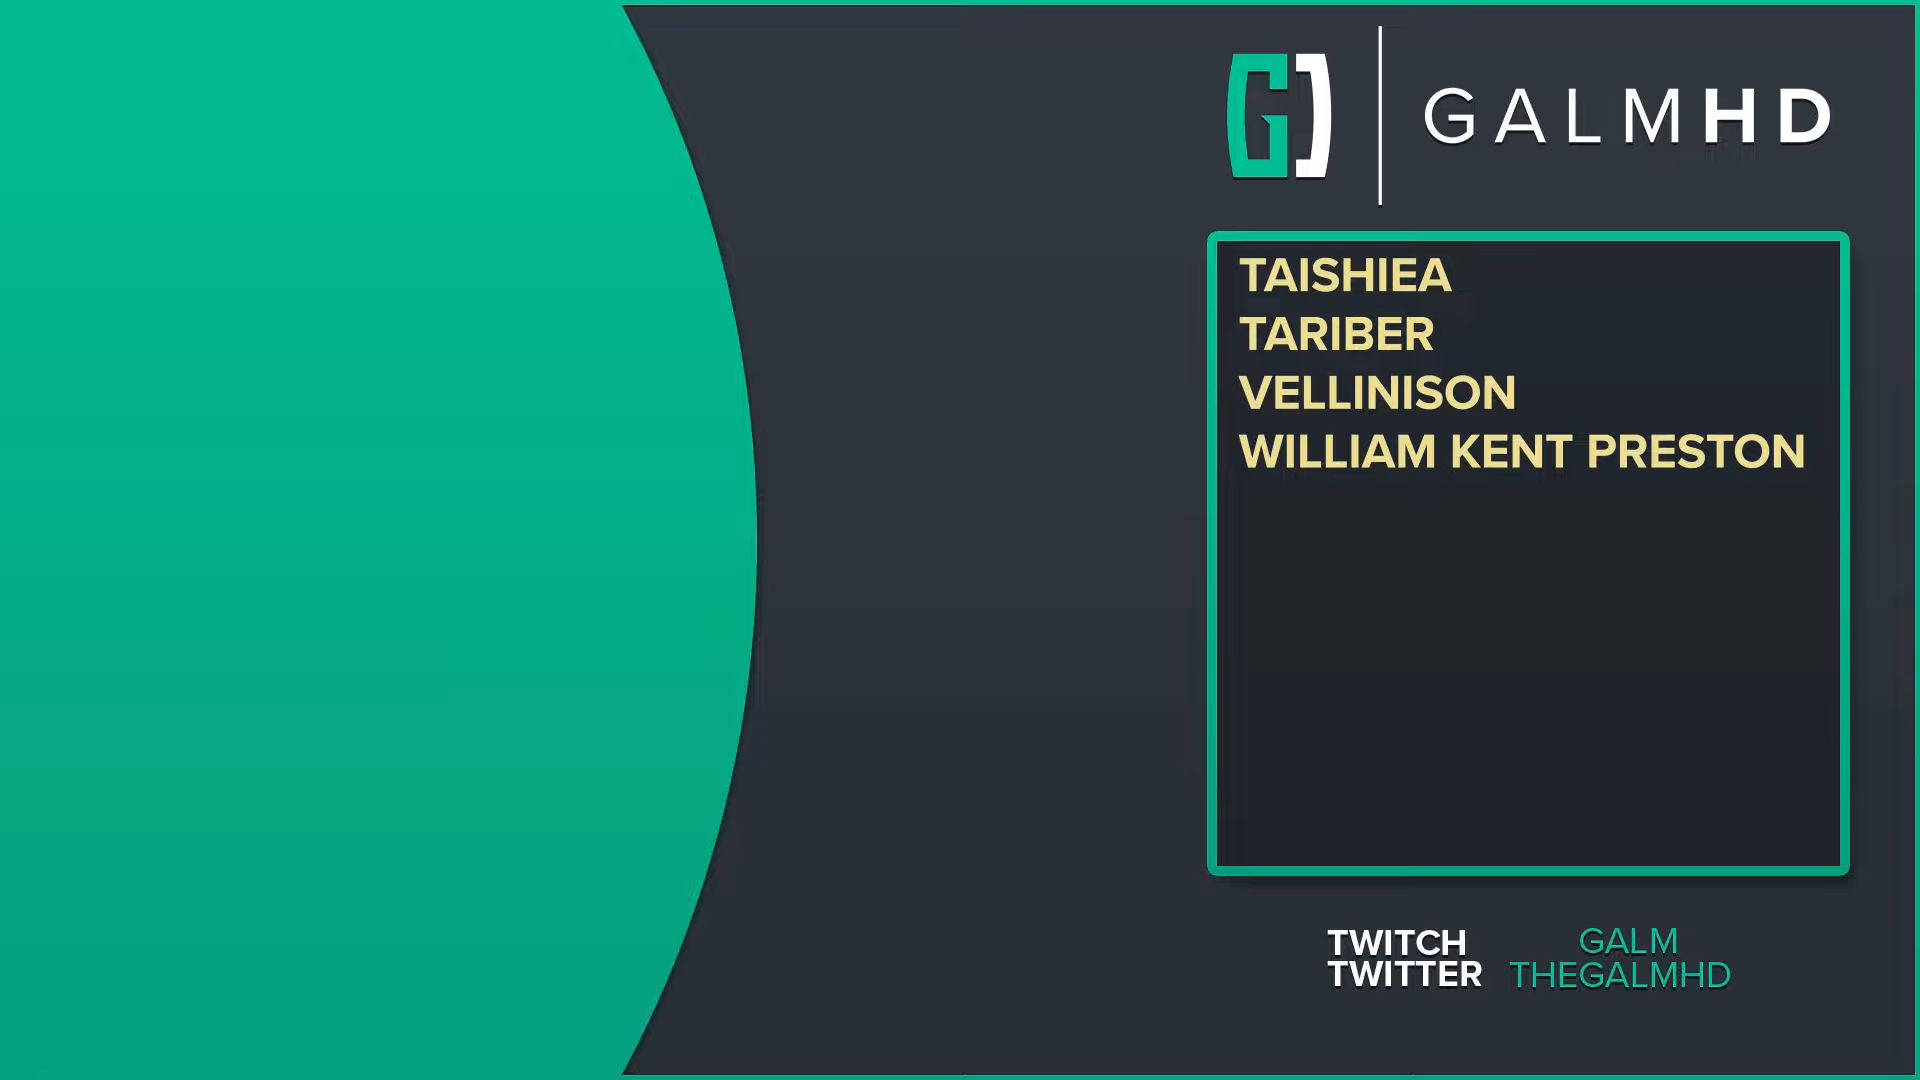 GALMHD
TAISHIEA
TARIBER
VELLINISON
WILLIAM KENT PRESTON
TWITCH GALM
TWITTER THEGALMHD